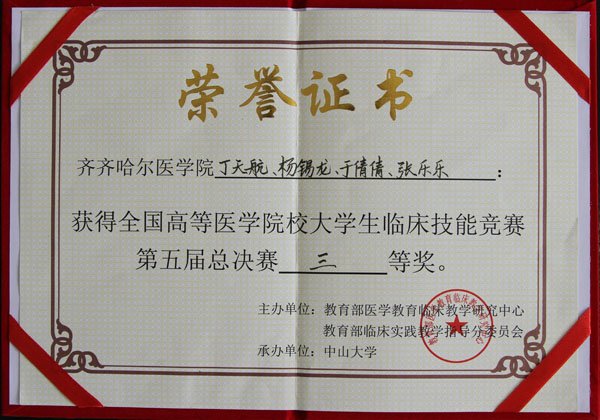 荣誉证书
齐齐哈尔医学院丁天航、杨锡龙、于倩倩、张乐乐：
获得全国高等医学院校大学生临床技能竞赛
第五届总决赛三等奖。
主办单位：教育部医学教育临床教学研究中心
教育部临床实践教学指导分委员会
承办单位：中山大学